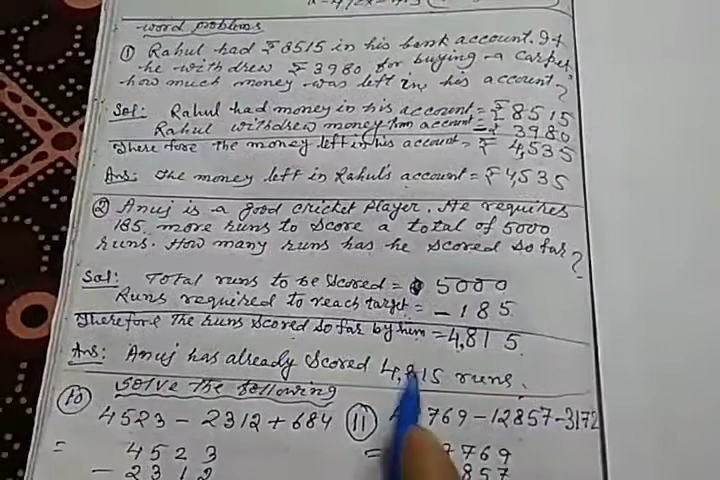 word problems
① Rahul had ₹8515 in his bank account. If
he withdrew ₹3980 for buying a carpet,
how much money was left in his account?
Sol: Rahul had money in his account = ₹8515
Rahul withdrew money from account = ₹3980
There fore the money left in his account = ₹4,535
Ans: The money left in Rahul's account = ₹4,535
② Anuj is a good cricket player. He requires
185 more runs to score a total of 5000
runs. How many runs has he scored so far?
Sol: Total runs to be scored = 5000
Runs required to reach target = -185
Therefore the runs scored so far by him = 4,815
Ans: Anuj has already scored 4,815 runs.
Solve the following
⑩ 4523 - 2312 + 684 ⑪ 769 - 12857 - 3172
= 4523 = 769
- 2312 857